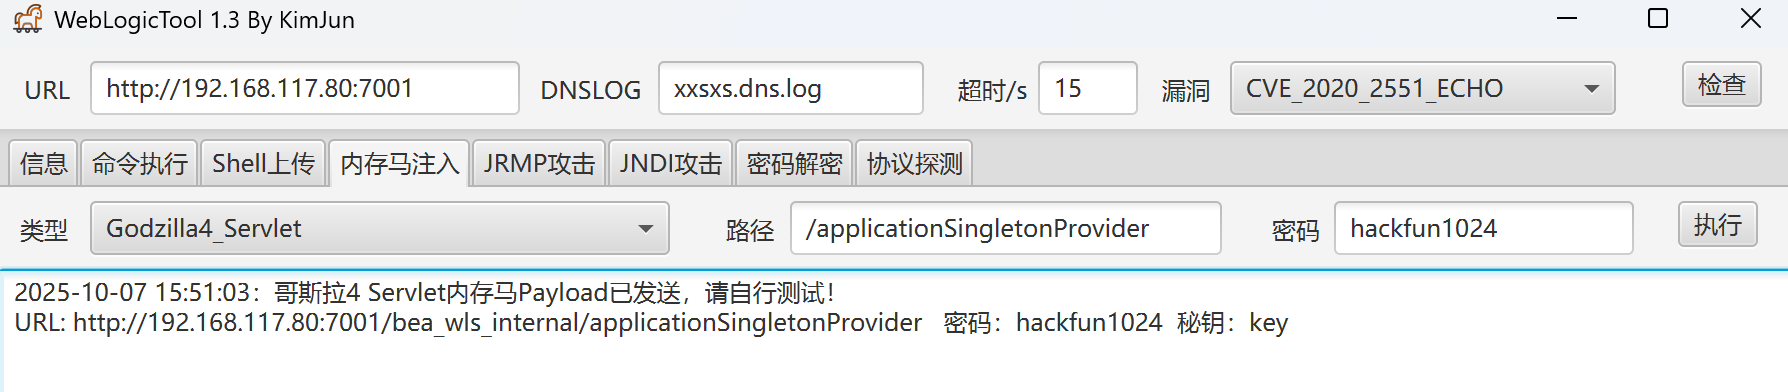 WebLogicTool 1.3 By KimJun
URL http://192.168.117.80:7001 DNSLOG xxsxs.dns.log 超时/s 15 漏洞 CVE_2020_2551_ECHO 检查
信息 命令执行 Shell上传 内存马注入 JRMP攻击 JNDI攻击 密码解密 协议探测
类型 Godzilla4_Servlet 路径 /applicationSingletonProvider 密码 hackfun1024 执行
2025-10-07 15:51:03：哥斯拉4 Servlet内存马Payload已发送，请自行测试！
URL: http://192.168.117.80:7001/bea_wls_internal/applicationSingletonProvider 密码：hackfun1024 秘钥：key